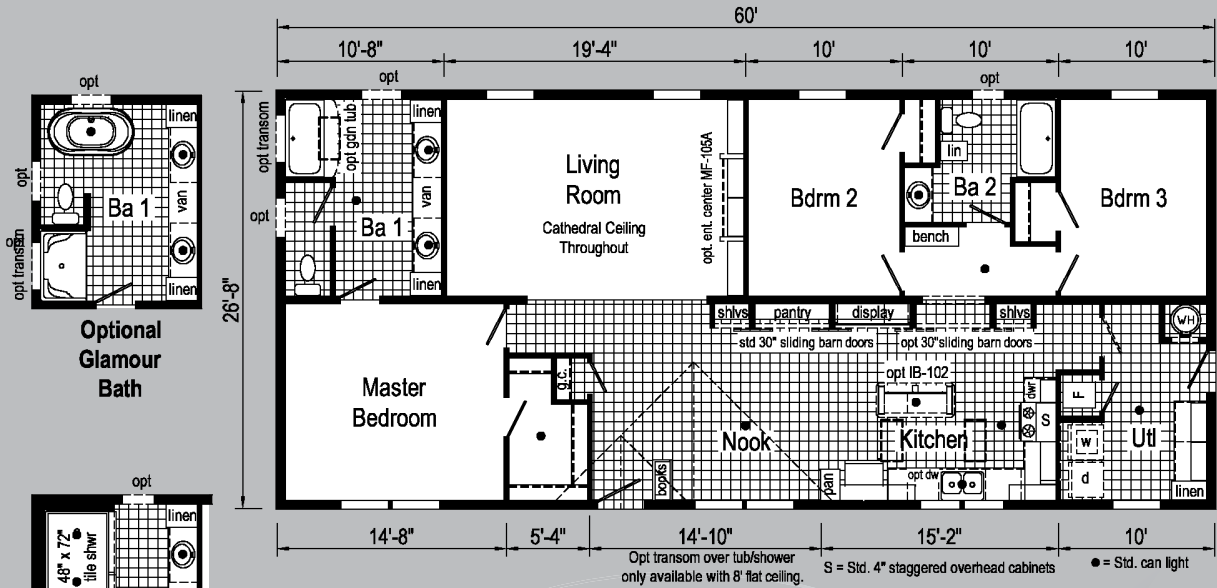 60'
10'-8"
19'-4"
10'
10'
10'
opt
opt
opt
linen
opt transom
opt gdn tub
linen
Living
Room
Cathedral Ceiling
Throughout
opt. ent. center MF-105A
lin
Bdrm 2
Ba 2
Bdrm 3
opt
van
Ba 1
opt
van
Ba 1
bench
opt
opt transom
linen
linen
26'-8"
Optional
Glamour
Bath
shlvs
pantry
display
shlvs
WH
std 30" sliding barn doors
opt 30"sliding barn doors
g.c.
opt IB-102
Master
Bedroom
dwr
F
S
Nook
Kitchen
w
Utl
books
pan
opt dw
d
linen
opt
linen
48" x 72"
tile shwr
14'-8"
5'-4"
14'-10"
15'-2"
10'
Opt transom over tub/shower
only available with 8' flat ceiling.
S = Std. 4" staggered overhead cabinets
● = Std. can light